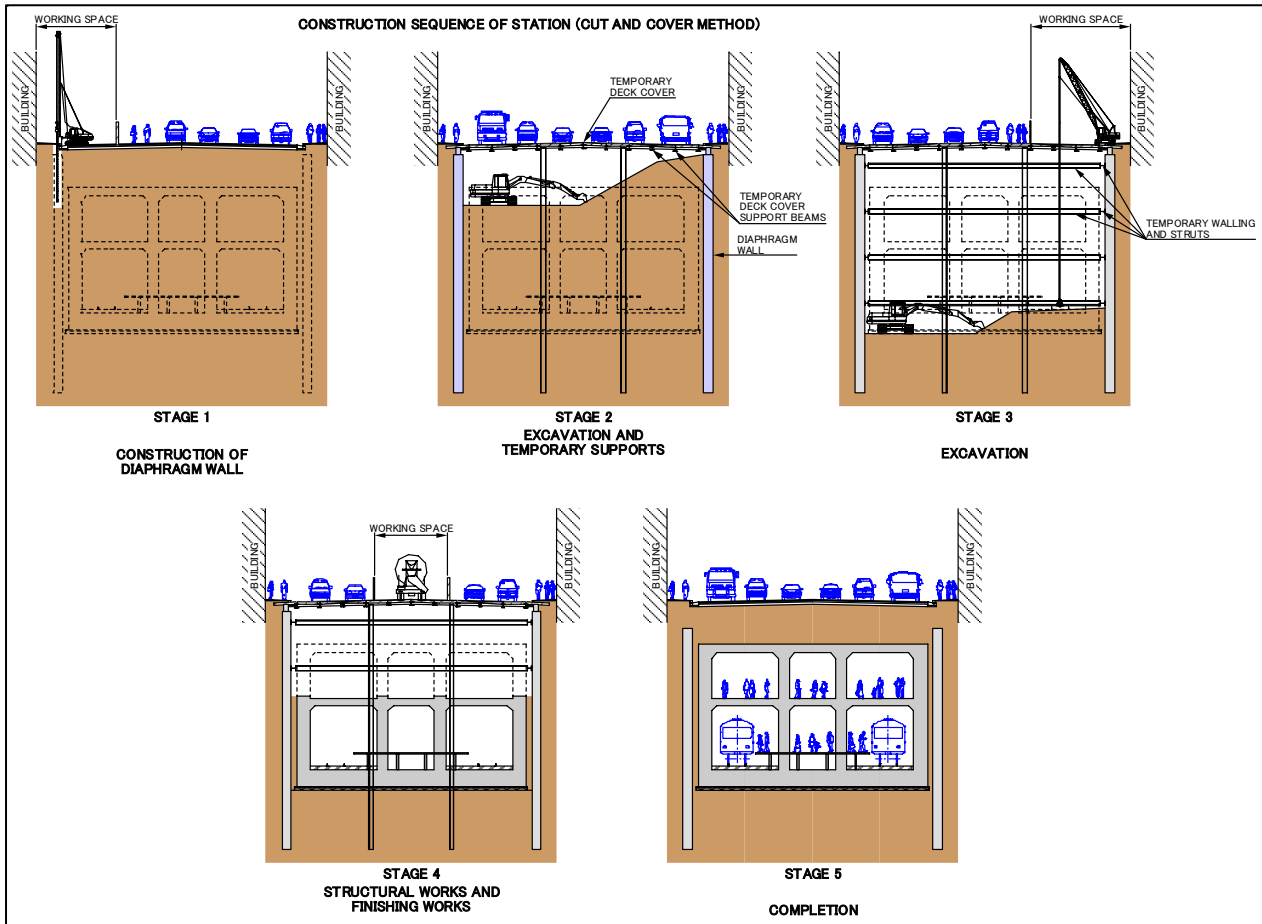 CONSTRUCTION SEQUENCE OF STATION (CUT AND COVER METHOD)
WORKING SPACE
BUILDING
BUILDING
STAGE 1
CONSTRUCTION OF
DIAPHRAGM WALL
BUILDING
TEMPORARY
DECK COVER
BUILDING
TEMPORARY
DECK COVER
SUPPORT BEAMS
DIAPHRAGM
WALL
STAGE 2
EXCAVATION AND
TEMPORARY SUPPORTS
WORKING SPACE
BUILDING
BUILDING
TEMPORARY WALLING
AND STRUTS
STAGE 3
EXCAVATION
WORKING SPACE
BUILDING
BUILDING
STAGE 4
STRUCTURAL WORKS AND
FINISHING WORKS
BUILDING
BUILDING
STAGE 5
COMPLETION